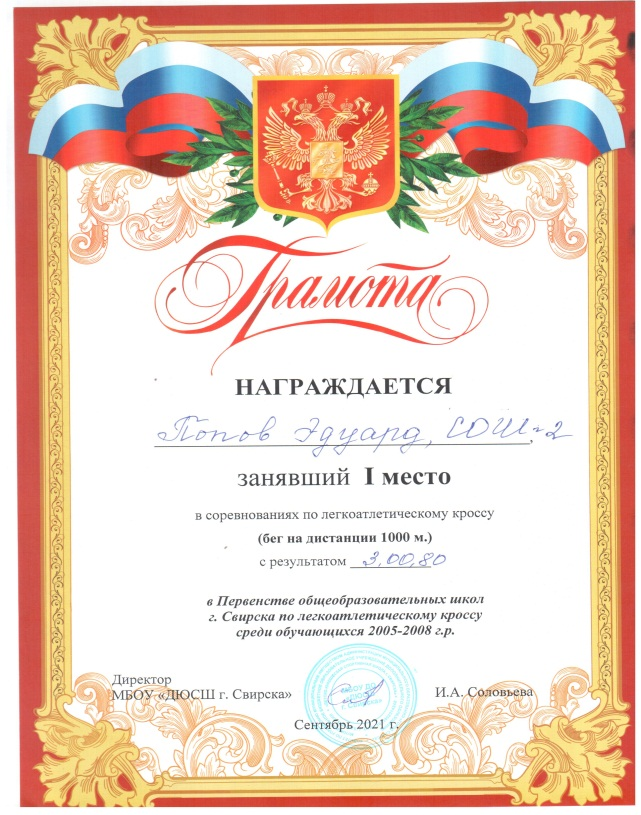 Грамота
НАГРАЖДАЕТСЯ
Попов Эдуард, СОШ-2
занявший I место
в соревнованиях по легкоатлетическому кроссу
(бег на дистанции 1000 м.)
с результатом 3,00,80
в Первенстве общеобразовательных школ
г. Свирска по легкоатлетическому кроссу
среди обучающихся 2005-2008 г.р.
Директор
МБОУ «ДЮСШ г. Свирска» И.А. Соловьева
Сентябрь 2021 г.